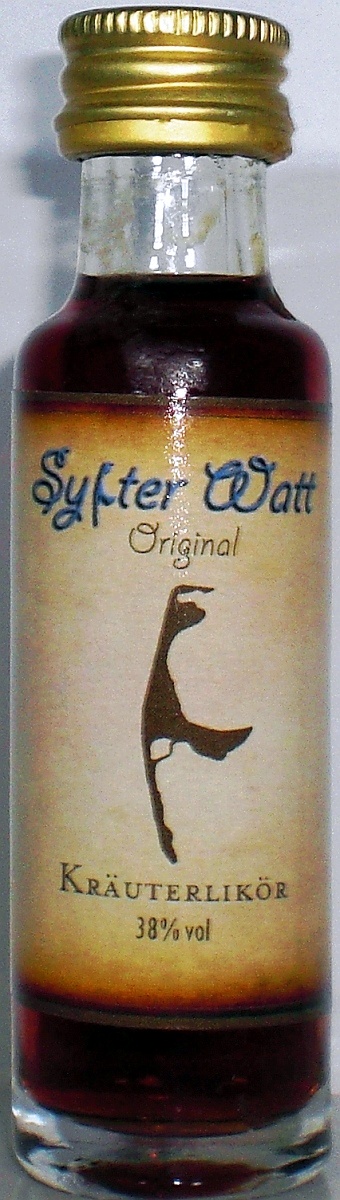 Sylter Watt
Original
KRÄUTERLIKÖR
38% vol